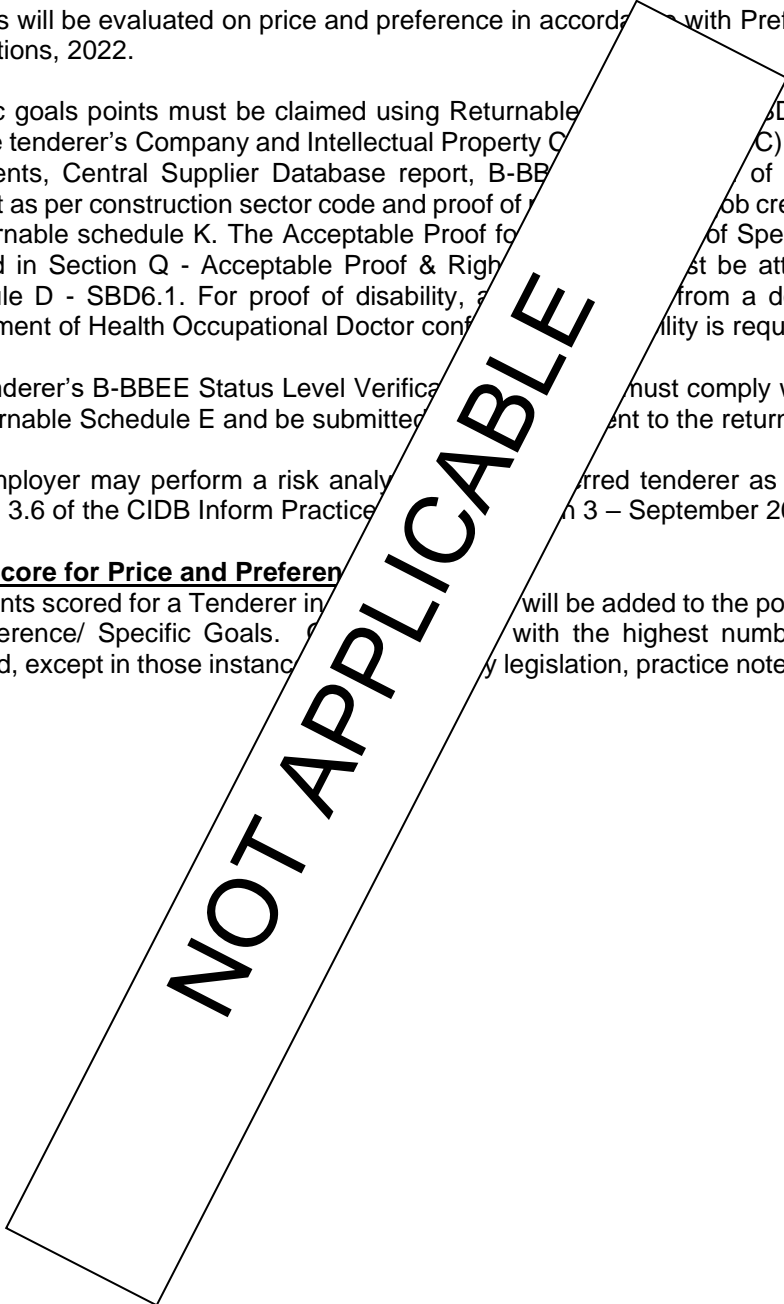 s will be evaluated on price and preference in accordance with Pref
tions, 2022.
c goals points must be claimed using Returnable
e tenderer's Company and Intellectual Property C C)
ents, Central Supplier Database report, B-BB of
t as per construction sector code and proof of ob cre
rnable schedule K. The Acceptable Proof fo of Spe
d in Section Q - Acceptable Proof & Righ st be att
le D - SBD6.1. For proof of disability, a from a d
ment of Health Occupational Doctor conf ility is requ
nderer's B-BBEE Status Level Verifica must comply w
rnable Schedule E and be submitted ent to the return
mployer may perform a risk analy rred tenderer as
3.6 of the CIDB Inform Practice n 3 – September 20
core for Price and Preferen
nts scored for a Tenderer in will be added to the po
erence/ Specific Goals. with the highest numb
d, except in those instanc y legislation, practice note
NOT APPLICABLE